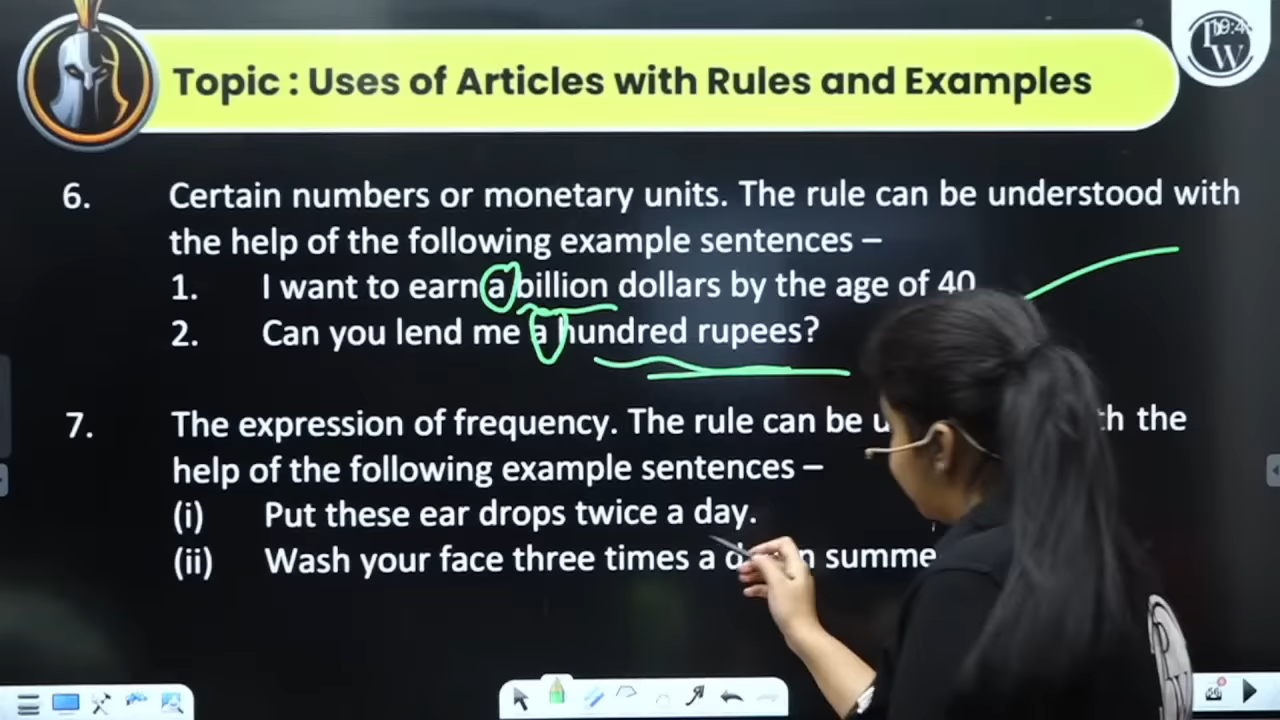 Topic : Uses of Articles with Rules and Examples
6. Certain numbers or monetary units. The rule can be understood with
the help of the following example sentences –
1. I want to earn a billion dollars by the age of 40
2. Can you lend me a hundred rupees?
7. The expression of frequency. The rule can be the
help of the following example sentences –
(i) Put these ear drops twice a day.
(ii) Wash your face three times a
PW